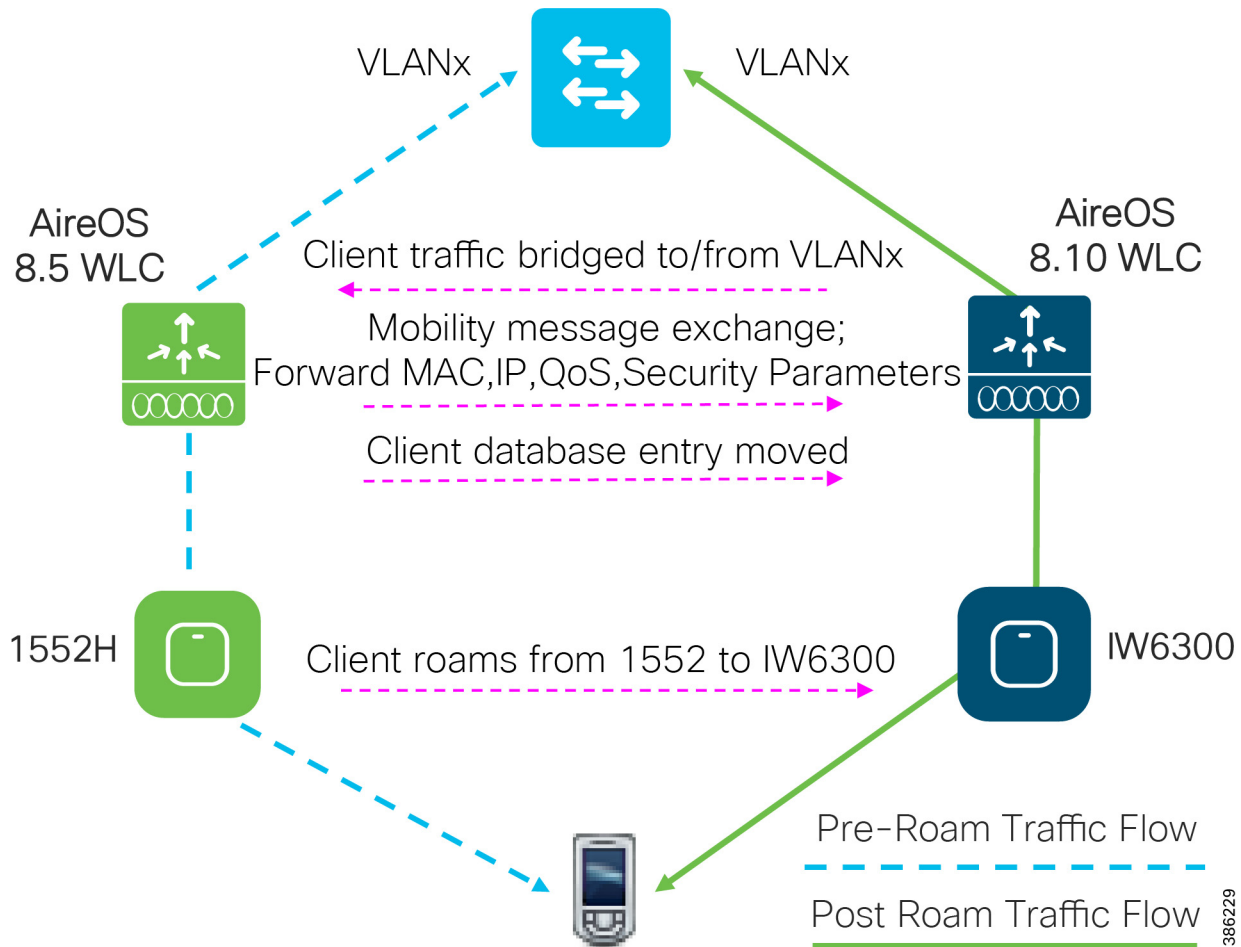 VLANx
VLANx
AireOS
8.5 WLC
AireOS
8.10 WLC
Client traffic bridged to/from VLANx
Mobility message exchange;
Forward MAC,IP,QoS,Security Parameters
Client database entry moved
1552H
Client roams from 1552 to IW6300
IW6300
Pre-Roam Traffic Flow
Post Roam Traffic Flow
386229